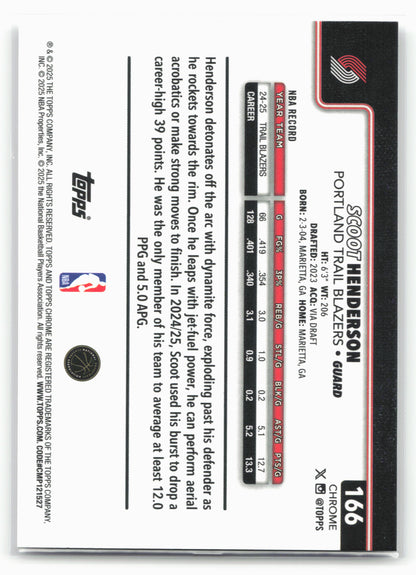 166
CHROME
@TOPPS
SCOOT HENDERSON
PORTLAND TRAIL BLAZERS • GUARD
HT: 6'3" WT: 206
DRAFTED: 2023 ACQ: VIA DRAFT
BORN: 2-3-04, MARIETTA, GA HOME: MARIETTA, GA
NBA RECORD
YEAR TEAM G FG% 3P% REB/G STL/G BLK/G AST/G PTS/G
24-25 TRAIL BLAZERS 66 .419 .354 3.0 1.0 0.2 5.1 12.7
CAREER 128 .401 .340 3.1 0.9 0.2 5.2 13.3
Henderson detonates off the arc with dynamite force, exploding past his defender as
he rockets towards the rim. Once he leaps with jet-fuel power, he can perform aerial
acrobatics or make strong moves to finish. In 2024/25, Scoot used his burst to drop a
career-high 39 points. He was the only member of his team to average at least 12.0
PPG and 5.0 APG.
topps
NBA
® & © 2025 THE TOPPS COMPANY, INC. ALL RIGHTS RESERVED. TOPPS AND TOPPS CHROME ARE REGISTERED TRADEMARKS OF THE TOPPS COMPANY,
INC. © 2025 NBA Properties, Inc. © 2025 the National Basketball Players Association. All rights reserved. WWW.TOPPS.COM. CODE#CMP121527